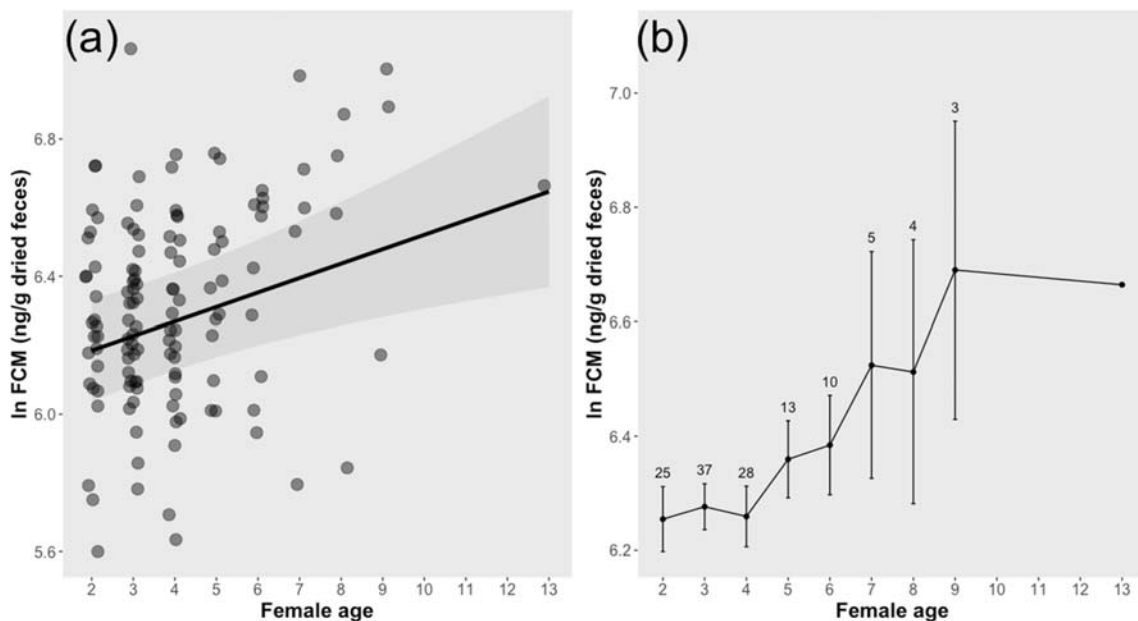 (a)
ln FCM (ng/g dried feces)
6.8
6.4
6.0
5.6
2 3 4 5 6 7 8 9 10 11 12 13
Female age
(b)
ln FCM (ng/g dried feces)
7.0
6.8
6.6
6.4
6.2
25 37 28 13 10 5 4 3
2 3 4 5 6 7 8 9 10 11 12 13
Female age